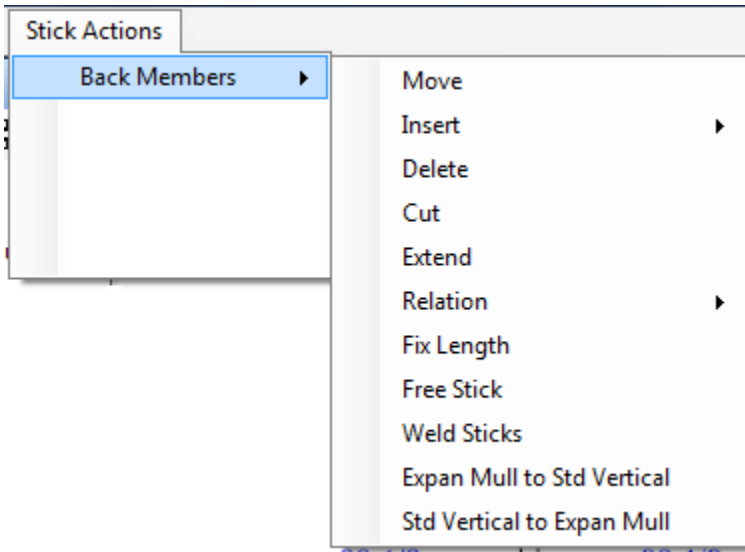 Stick Actions
Back Members
Move
Insert
Delete
Cut
Extend
Relation
Fix Length
Free Stick
Weld Sticks
Expan Mull to Std Vertical
Std Vertical to Expan Mull